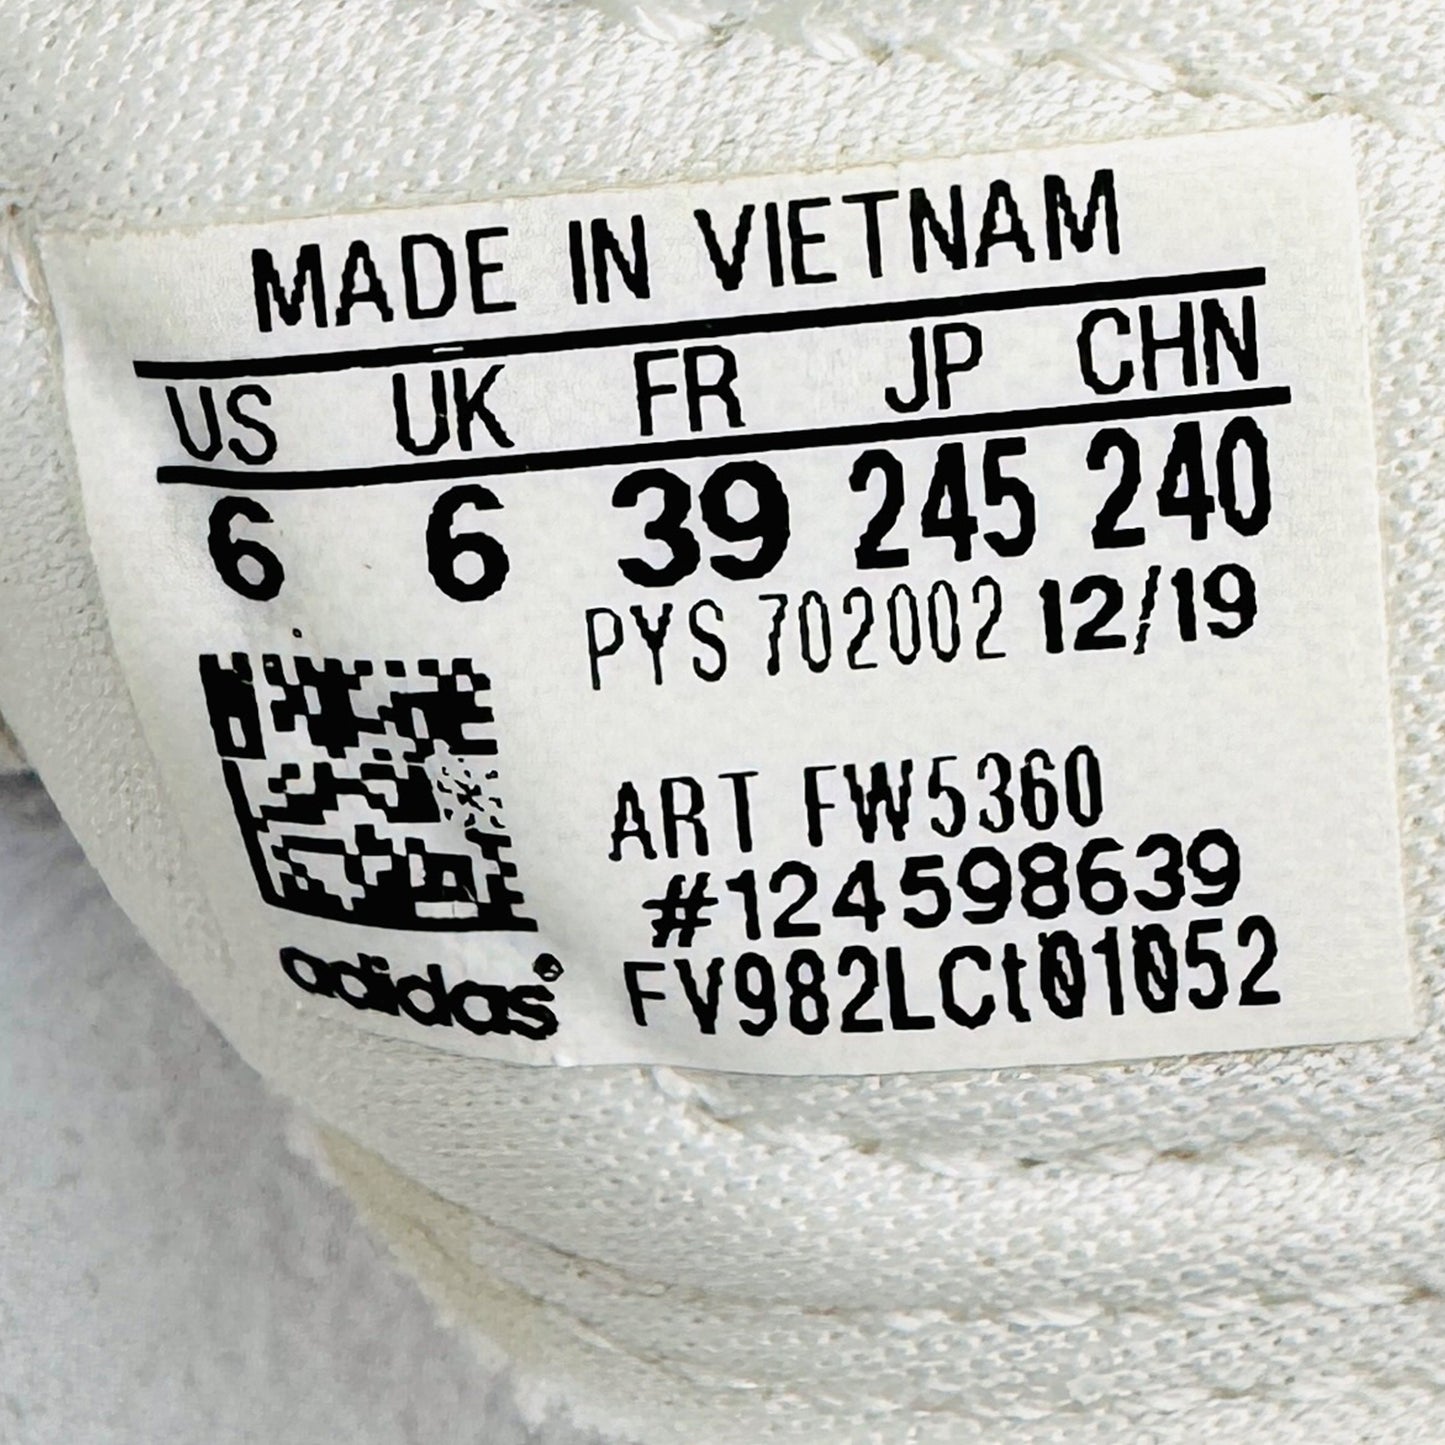 MADE IN VIETNAM
US UK FR JP CHN
6 6 39 245 240
PYS 702002 12/19
ART FW5360
#124598639
FV982LCt01052
adidas®